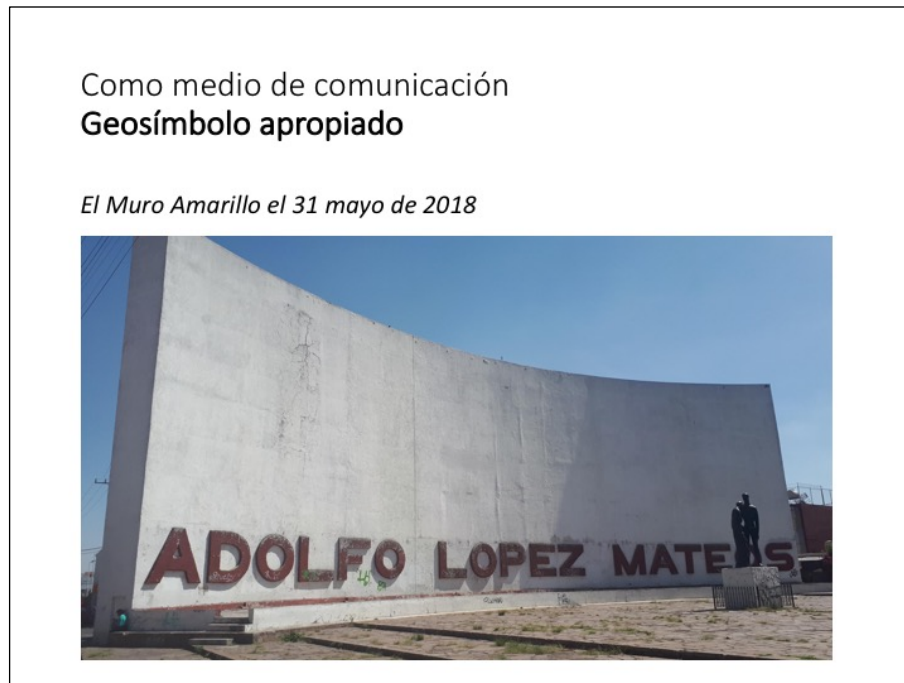 Como medio de comunicación
Geosímbolo apropiado
El Muro Amarillo el 31 mayo de 2018
ADOLFO LOPEZ MATEOS